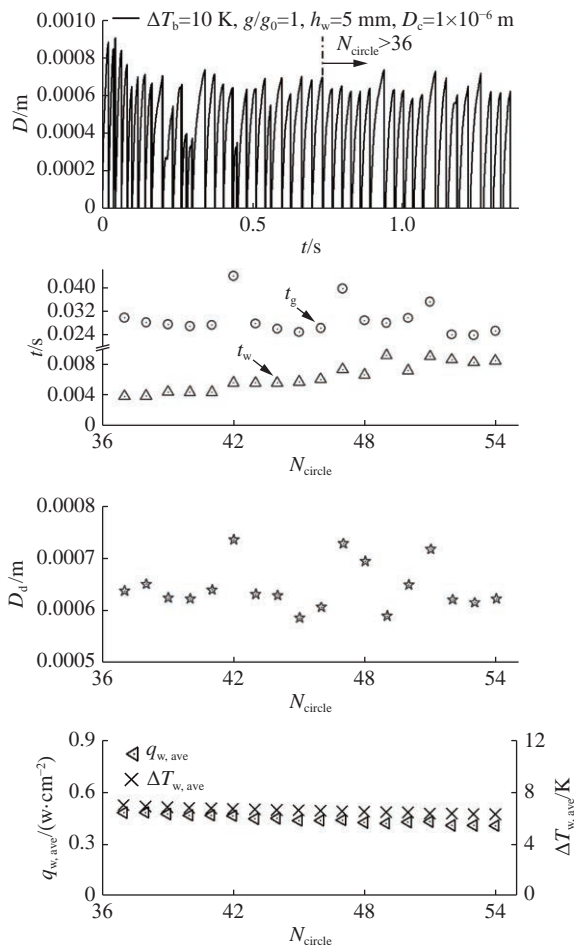 ΔT_b=10 K, g/g_0=1, h_w=5 mm, D_c=1×10^{-6} m
N_circle>36
0.0010
0.0008
0.0006
0.0004
0.0002
0
D/m
0
0.5
1.0
t/s
0.040
0.032
0.024
0.008
0.004
0
t/s
t_g
t_w
36
42
48
54
N_circle
0.0008
0.0007
0.0006
0.0005
D_d/m
36
42
48
54
N_circle
0.9
0.6
0.3
0
q_{w, ave}/(w·cm^{-2})
q_{w, ave}
ΔT_{w, ave}
12
8
4
0
ΔT_{w, ave}/K
36
42
48
54
N_circle